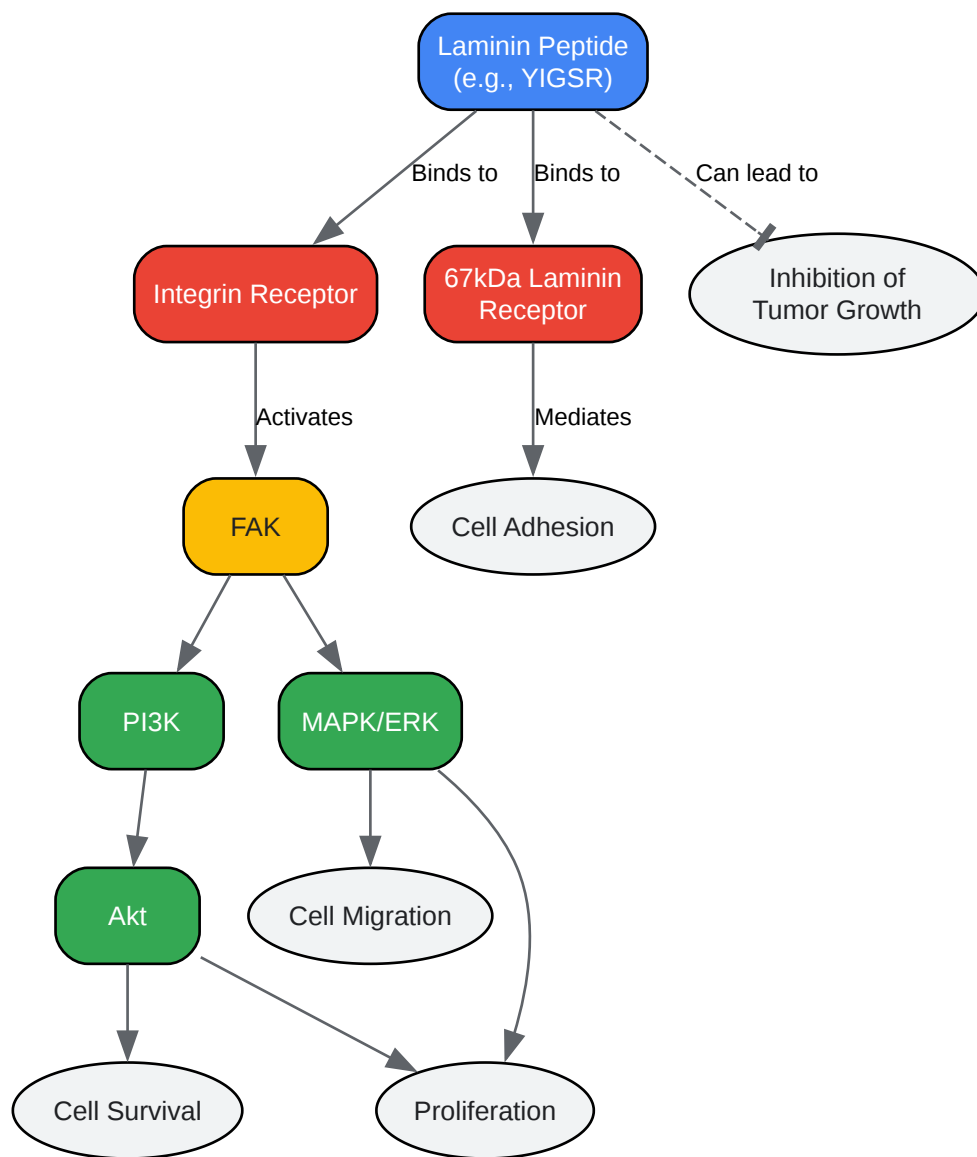 Laminin Peptide
(e.g., YIGSR)
Binds to
Binds to
Can lead to
Integrin Receptor
67kDa Laminin
Receptor
Inhibition of
Tumor Growth
Activates
Mediates
FAK
Cell Adhesion
PI3K
MAPK/ERK
Akt
Cell Migration
Cell Survival
Proliferation